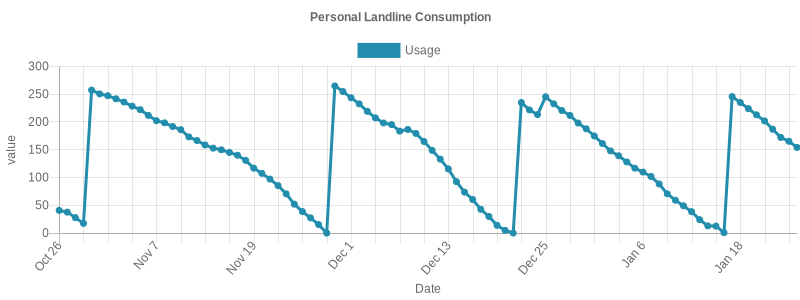 Personal Landline Consumption
Usage
300
250
200
150
100
50
0
value
Oct 26
Nov 7
Nov 19
Dec 1
Dec 13
Dec 25
Jan 6
Jan 18
Date